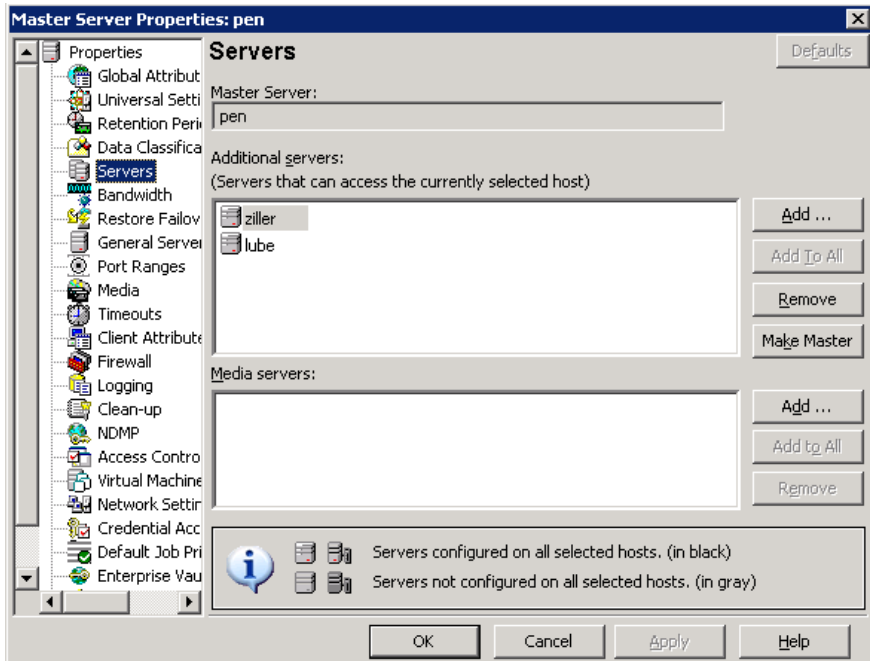 Master Server Properties: pen
Properties
Global Attribut
Universal Setti
Retention Peri
Data Classifica
Servers
Bandwidth
Restore Failov
General Server
Port Ranges
Media
Timeouts
Client Attribute
Firewall
Logging
Clean-up
NDMP
Access Contro
Virtual Machine
Network Settin
Credential Acc
Default Job Pri
Enterprise Vau
Servers
Defaults
Master Server:
pen
Additional servers:
(Servers that can access the currently selected host)
ziller
lube
Add ...
Add To All
Remove
Make Master
Media servers:
Add ...
Add to All
Remove
Servers configured on all selected hosts. (in black)
Servers not configured on all selected hosts. (in gray)
OK
Cancel
Apply
Help